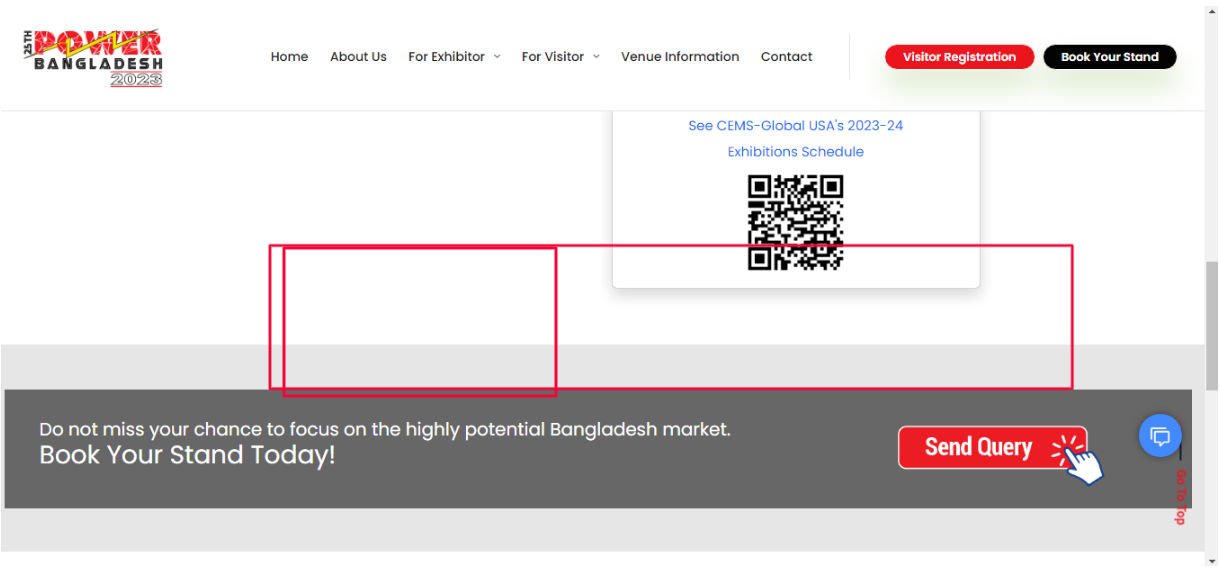 25TH
POWER
BANGLADESH
2023
Home About Us For Exhibitor For Visitor Venue Information Contact Visitor Registration Book Your Stand
See CEMS-Global USA's 2023-24
Exhibitions Schedule
Do not miss your chance to focus on the highly potential Bangladesh market.
Book Your Stand Today!
Send Query
Go To Top